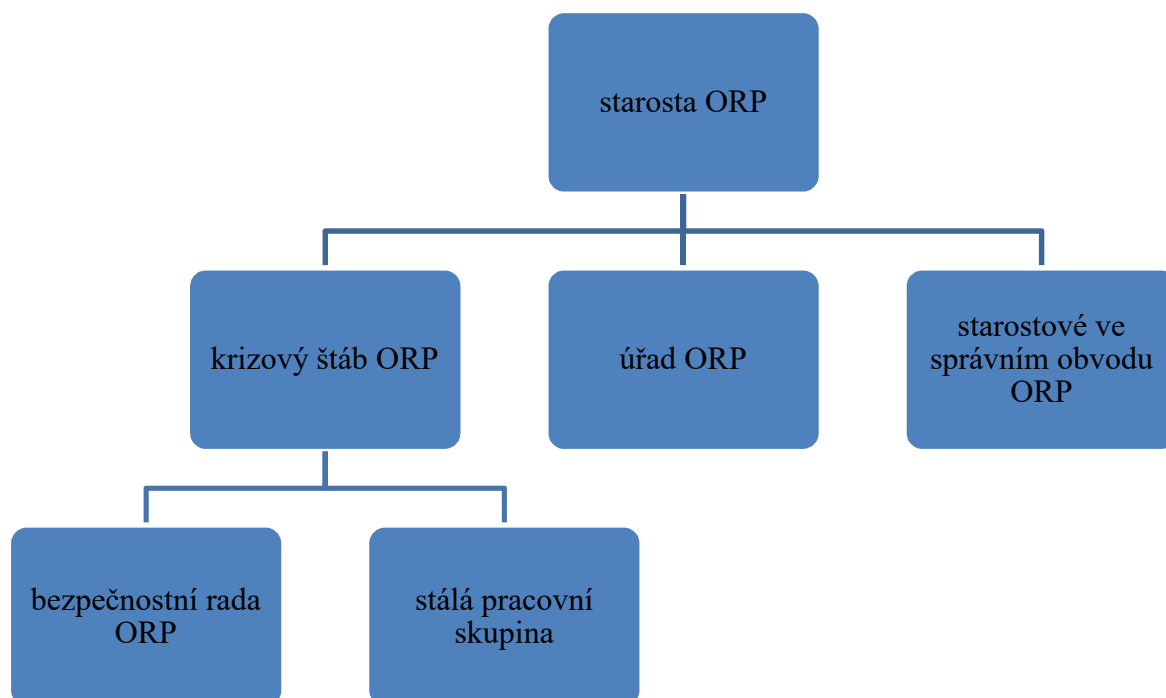 starosta ORP
krizový štáb ORP
úřad ORP
starostové ve
správním obvodu
ORP
bezpečnostní rada
ORP
stálá pracovní
skupina